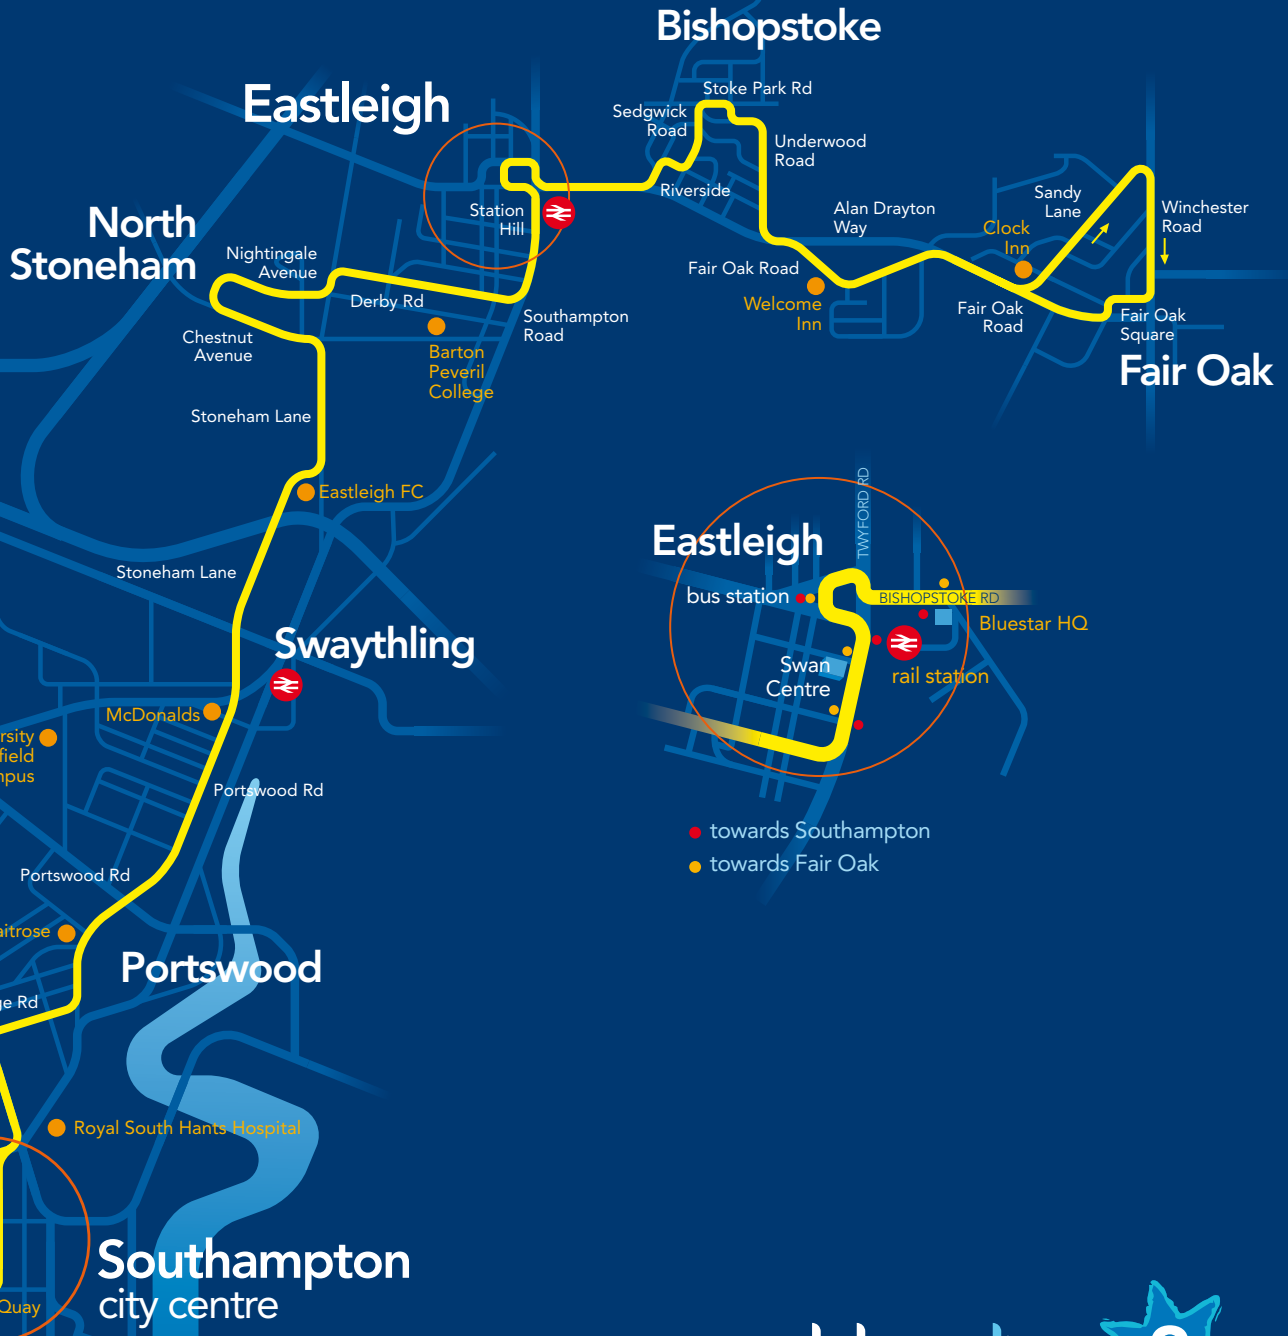 Bishopstoke
Eastleigh
Stoke Park Rd
Sedgwick
Road
Underwood
Road
Riverside
Station
Hill
Sandy
Lane
Winchester
Road
Alan Drayton
Way
Clock
Inn
North
Stoneham
Nightingale
Avenue
Fair Oak Road
Welcome
Inn
Derby Rd
Southampton
Road
Fair Oak
Road
Fair Oak
Square
Fair Oak
Chestnut
Avenue
Barton
Peveril
College
Stoneham Lane
Eastleigh FC
Stoneham Lane
TWYFORD RD
Eastleigh
bus station
BISHOPSTOKE RD
Bluestar HQ
Swan
Centre
rail station
towards Southampton
towards Fair Oak
Swaythling
McDonalds
rsity
field
mpus
Portswood Rd
Portswood Rd
aitrose
Portswood
ge Rd
Royal South Hants Hospital
Southampton
city centre
Quay